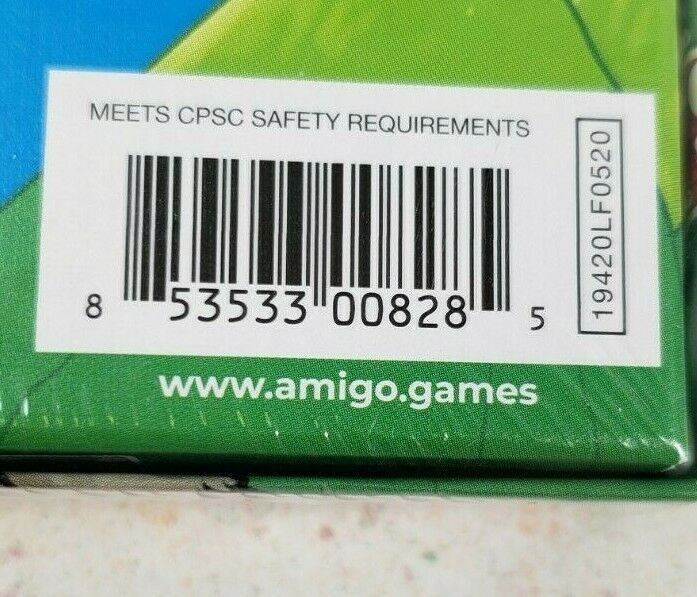 MEETS CPSC SAFETY REQUIREMENTS
8 53533 00828 5
19420LF0520
www.amigo.games